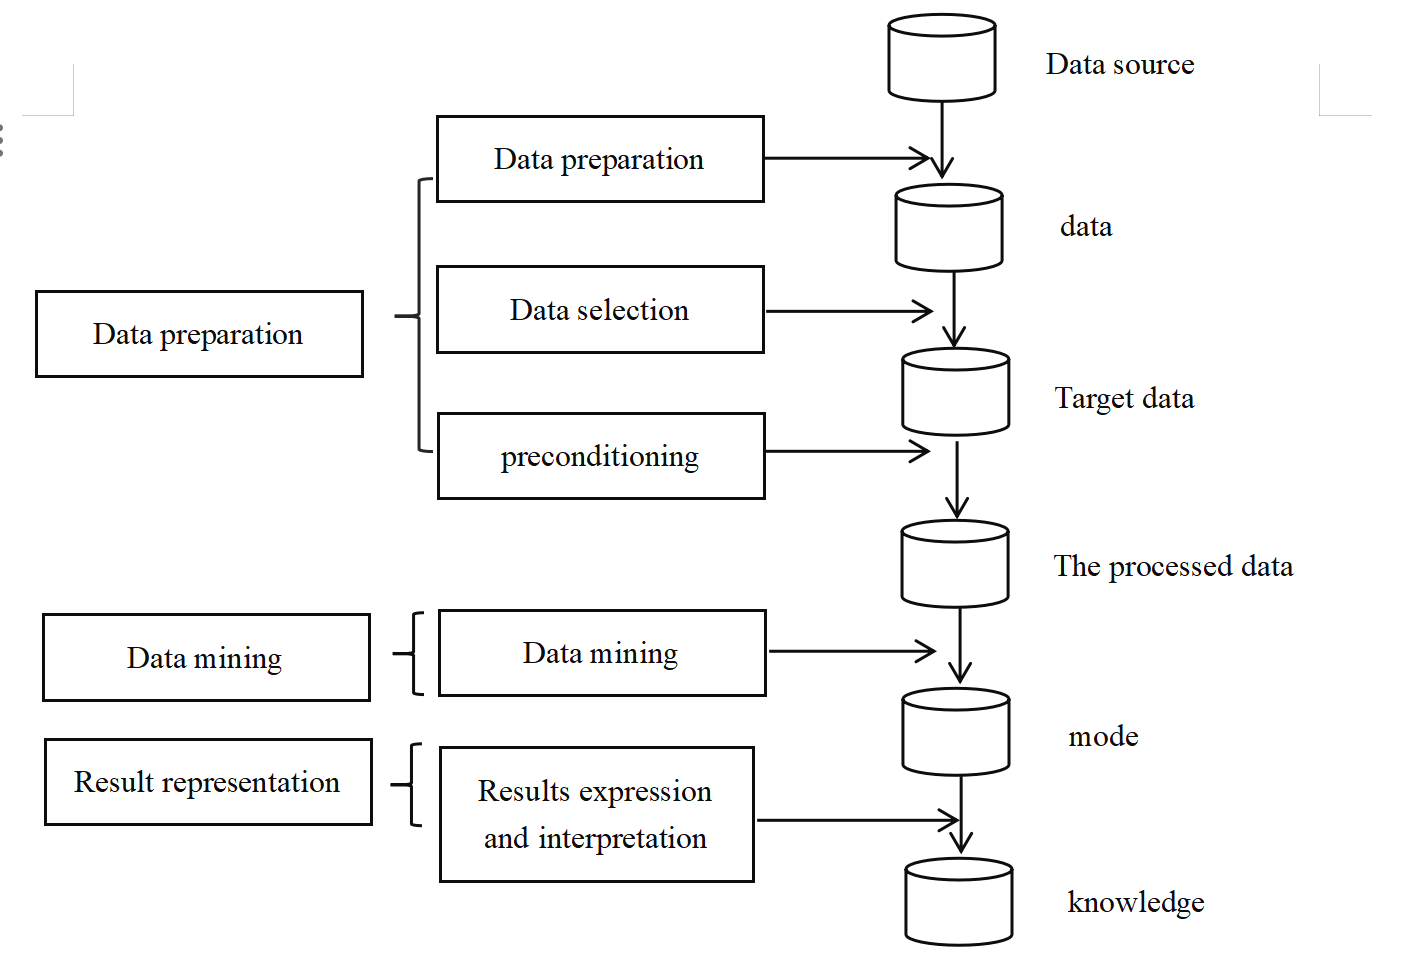 Data source
Data preparation
data
Data selection
Data preparation
Target data
preconditioning
The processed data
Data mining
Data mining
mode
Result representation
Results expression
and interpretation
knowledge